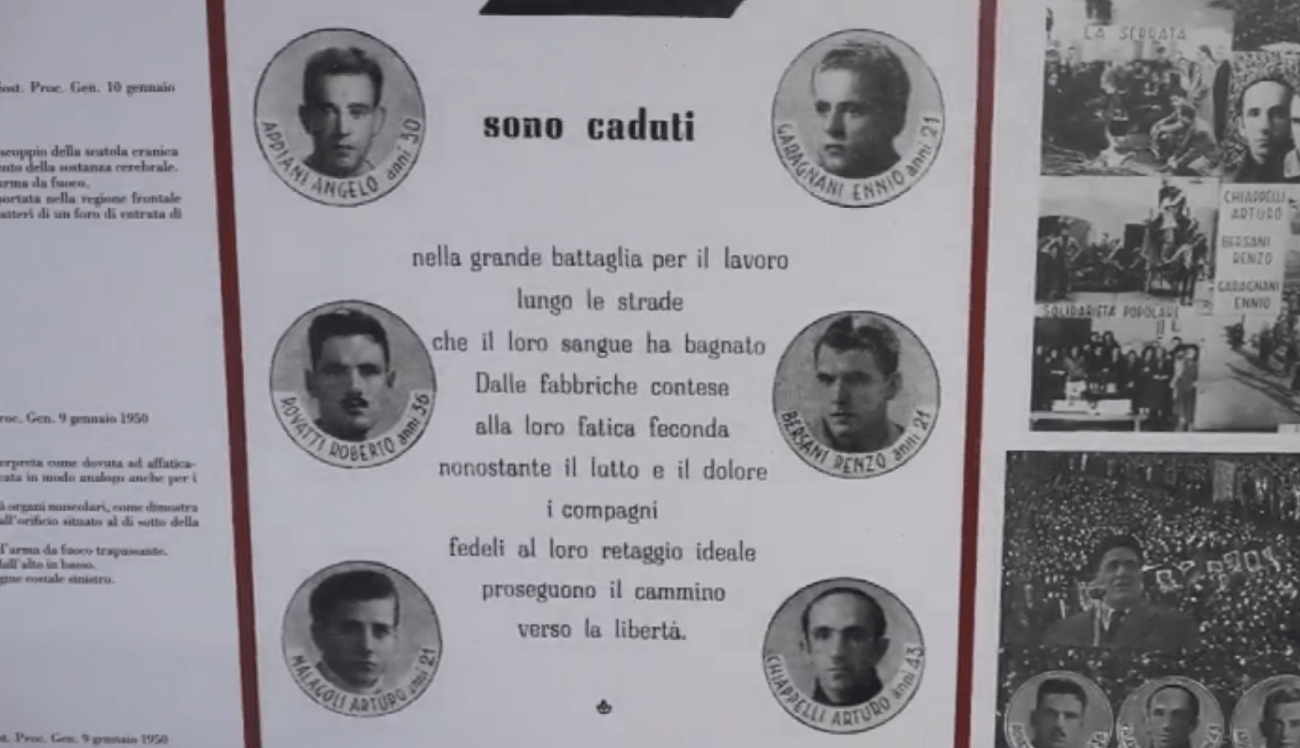 Sost. Proc. Gen. 10 gennaio
scoppio della scatola cranica
della sostanza cerebrale.
arma da fuoco.
portata nella regione frontale
di un foro di entrata di
Proc. Gen. 9 gennaio 1950
come dovuta ad affatica-
in modo analogo anche per i
organi muscolari, come dimostra
all'orificio situato al di sotto della
d'arma da fuoco trapassante.
dall'alto in basso.
costale sinistro.
Proc. Gen. 9 gennaio 1950
sono caduti
APPIANI ANGELO anni 30
GARAGNANI ENNIO anni 21
nella grande battaglia per il lavoro
lungo le strade
che il loro sangue ha bagnato
Dalle fabbriche contese
alla loro fatica feconda
nonostante il lutto e il dolore
i compagni
fedeli al loro retaggio ideale
proseguono il cammino
verso la libertà.
ROVATTI ROBERTO anni 36
BERSANI RENZO anni 21
MALAGOLI ARTURO anni 21
CHIAPPELLI ARTURO anni 43
LA SERRATA
CHIAPPELLI
ARTURO
BERSANI
RENZO
GARAGNANI
ENNIO
SOLIDARIETÀ POPOLARE